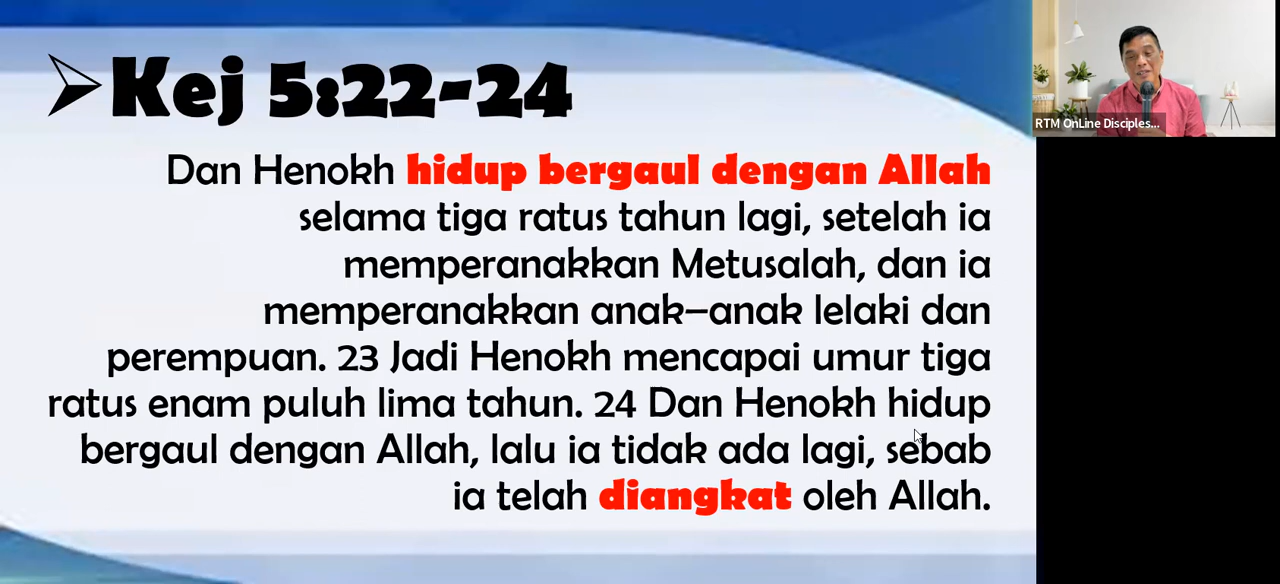 ➢Kej 5:22-24
Dan Henokh hidup bergaul dengan Allah
selama tiga ratus tahun lagi, setelah ia
memperanakkan Metusalah, dan ia
memperanakkan anak–anak lelaki dan
perempuan. 23 Jadi Henokh mencapai umur tiga
ratus enam puluh lima tahun. 24 Dan Henokh hidup
bergaul dengan Allah, lalu ia tidak ada lagi, sebab
ia telah diangkat oleh Allah.
RTM OnLine Disciples...